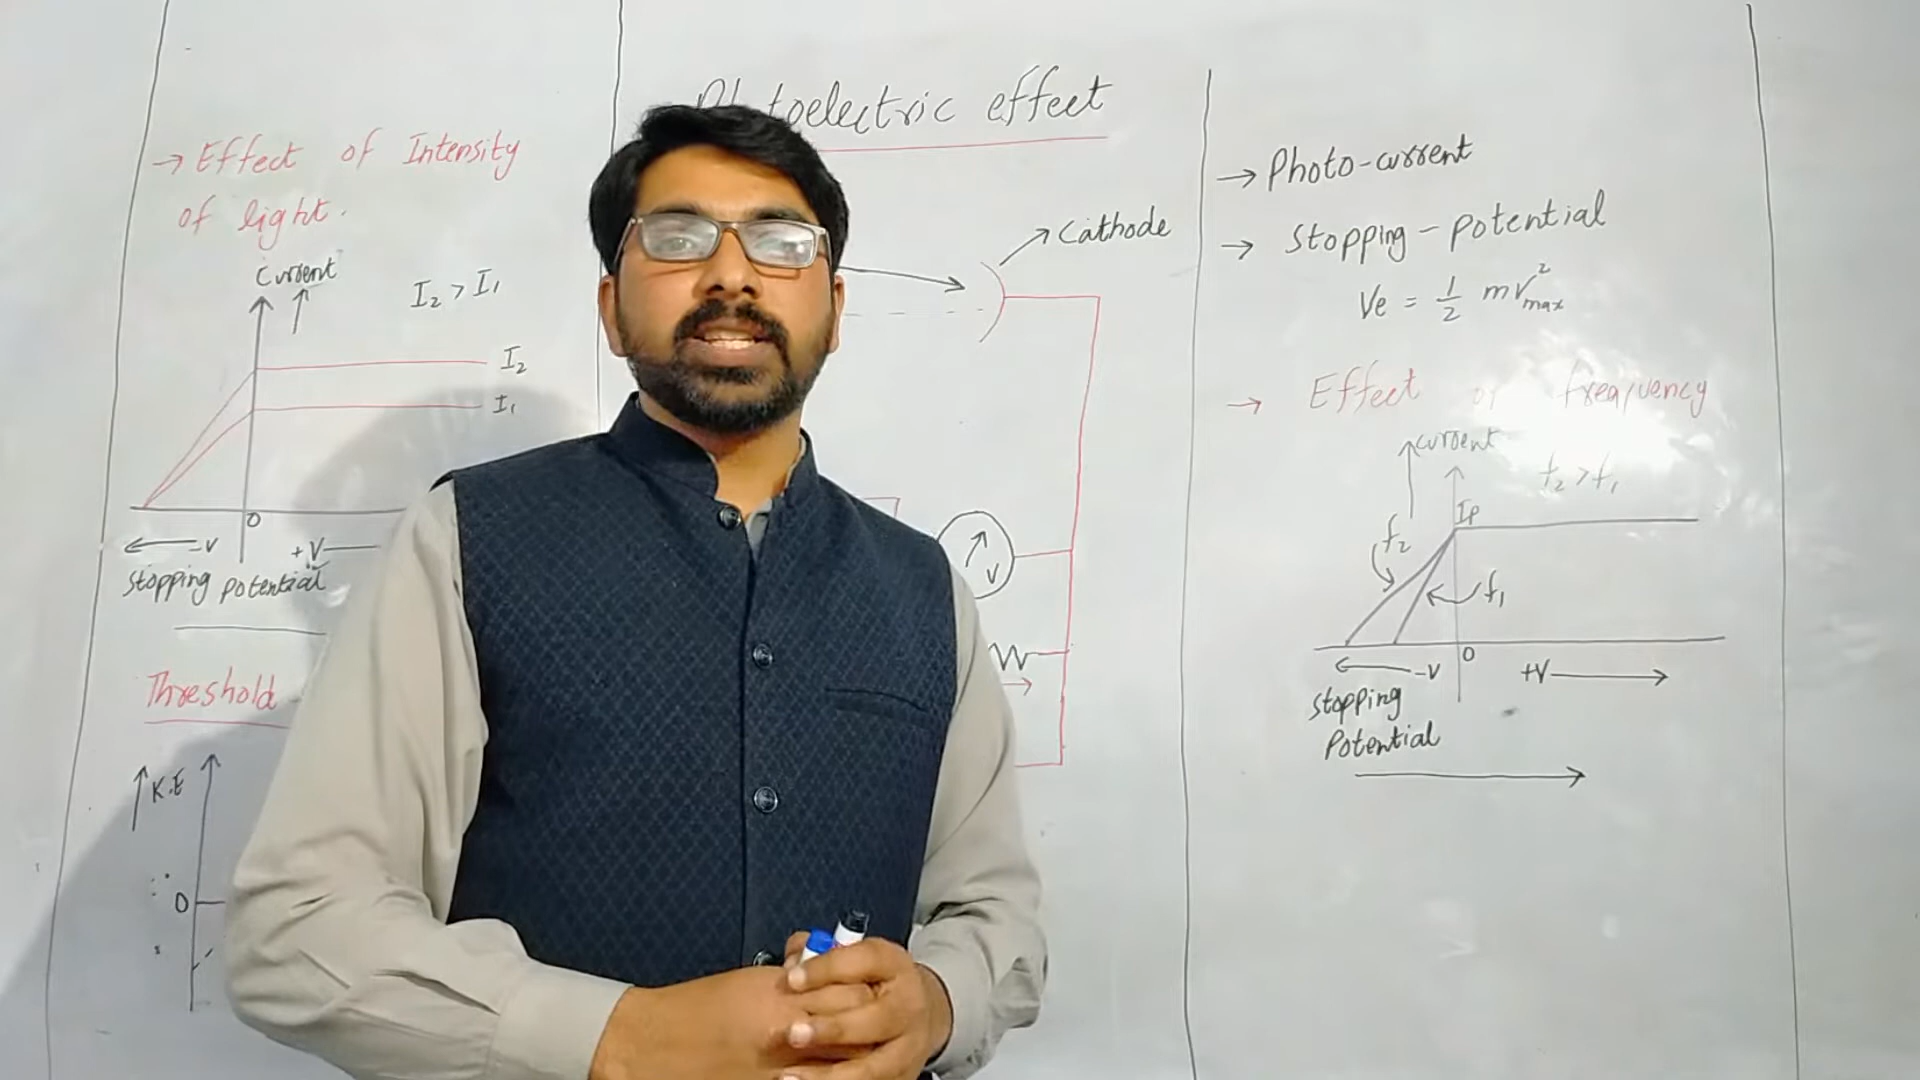 Photoelectric effect
→ Effect of Intensity
of light.
Current
I₂ > I₁
I₂
I₁
0
-V
+V
Stopping potential
Threshold
K.E
0
Cathode
V
→ Photo-current
→ Stopping-potential
Ve = 1/2 mv²max
→ Effect of frequency
current
f₂ > f₁
Ip
f₂
f₁
0
-V
+V
Stopping
Potential